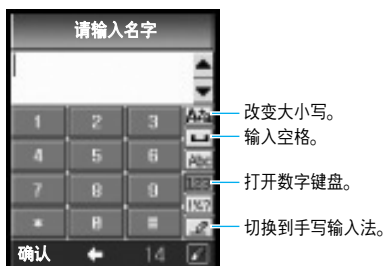 请输入名字
Aa
改变大小写。
输入空格。
1 2 3
4 5 6 Abc
打开数字键盘。
7 8 9 123
* 0 #
切换到手写输入法。
确认 14